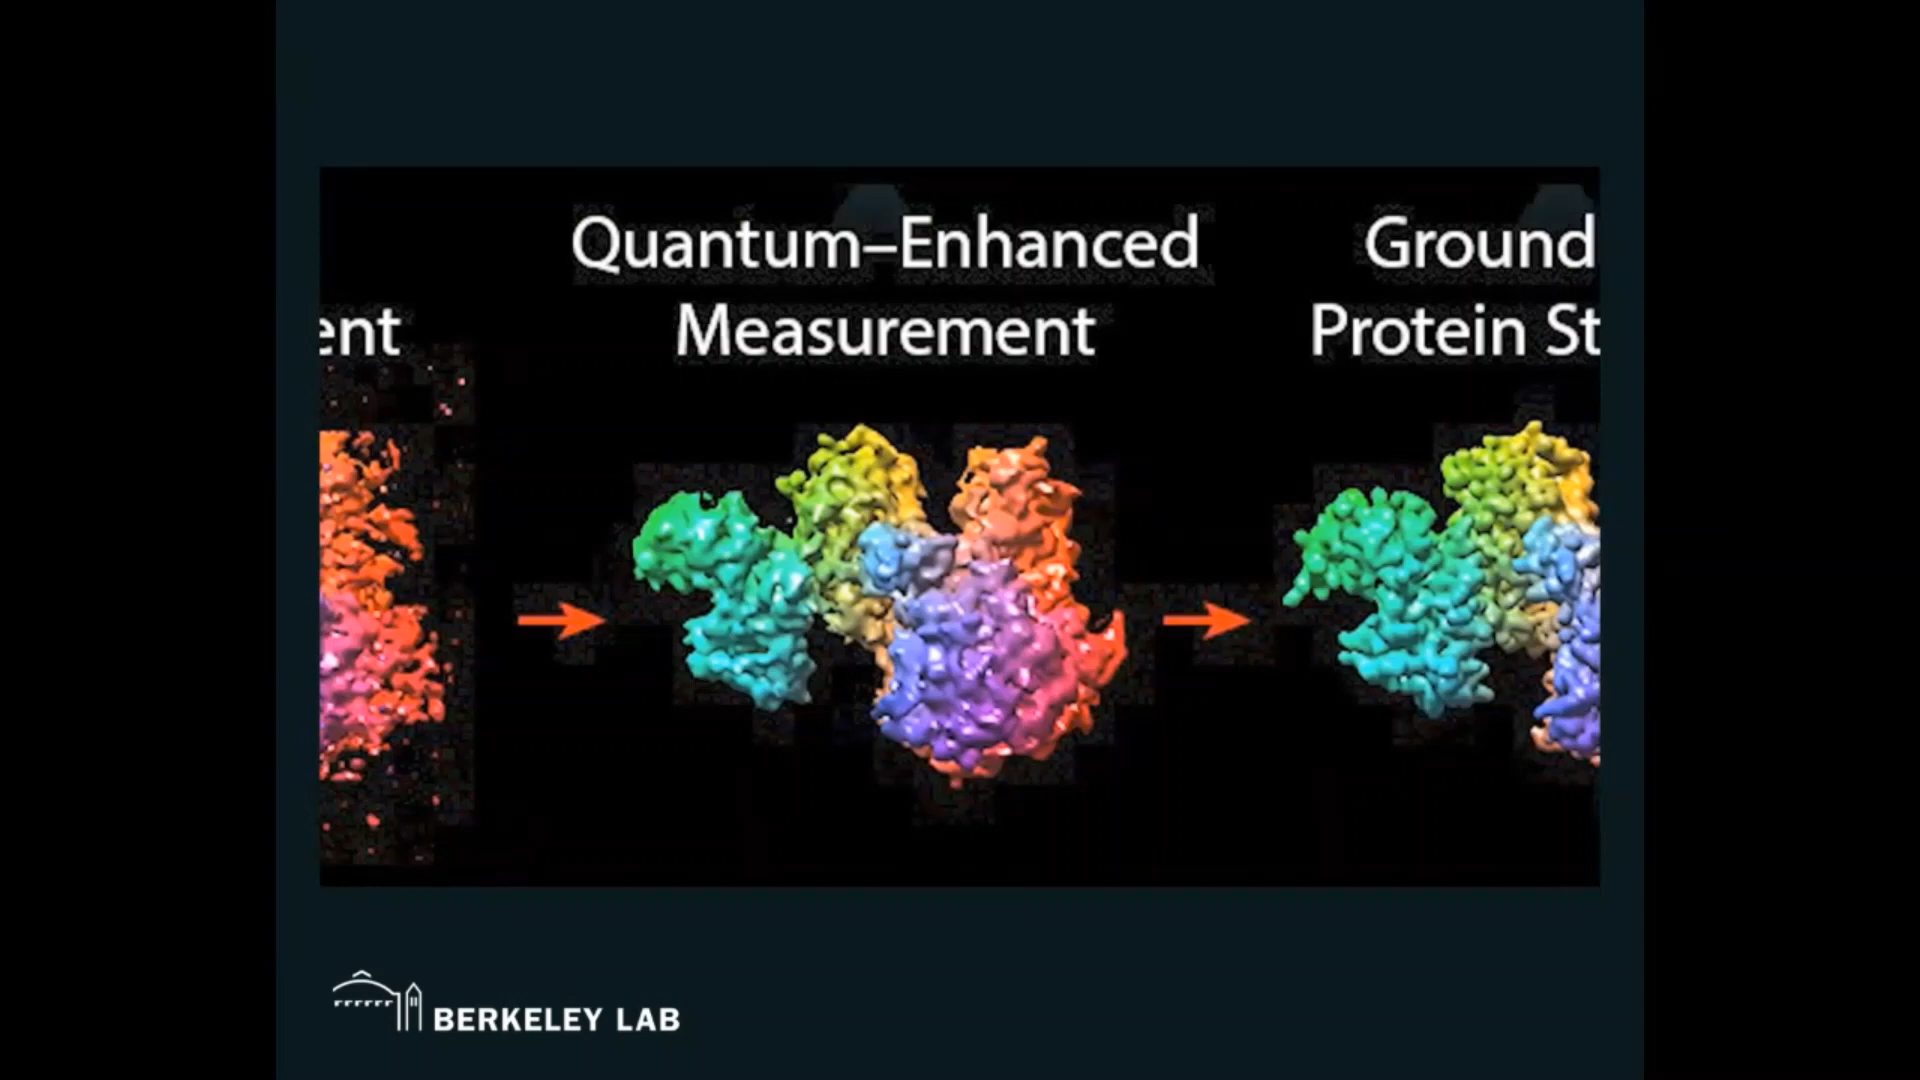 Quantum–Enhanced
Measurement
Ground
Protein St
ent
BERKELEY LAB